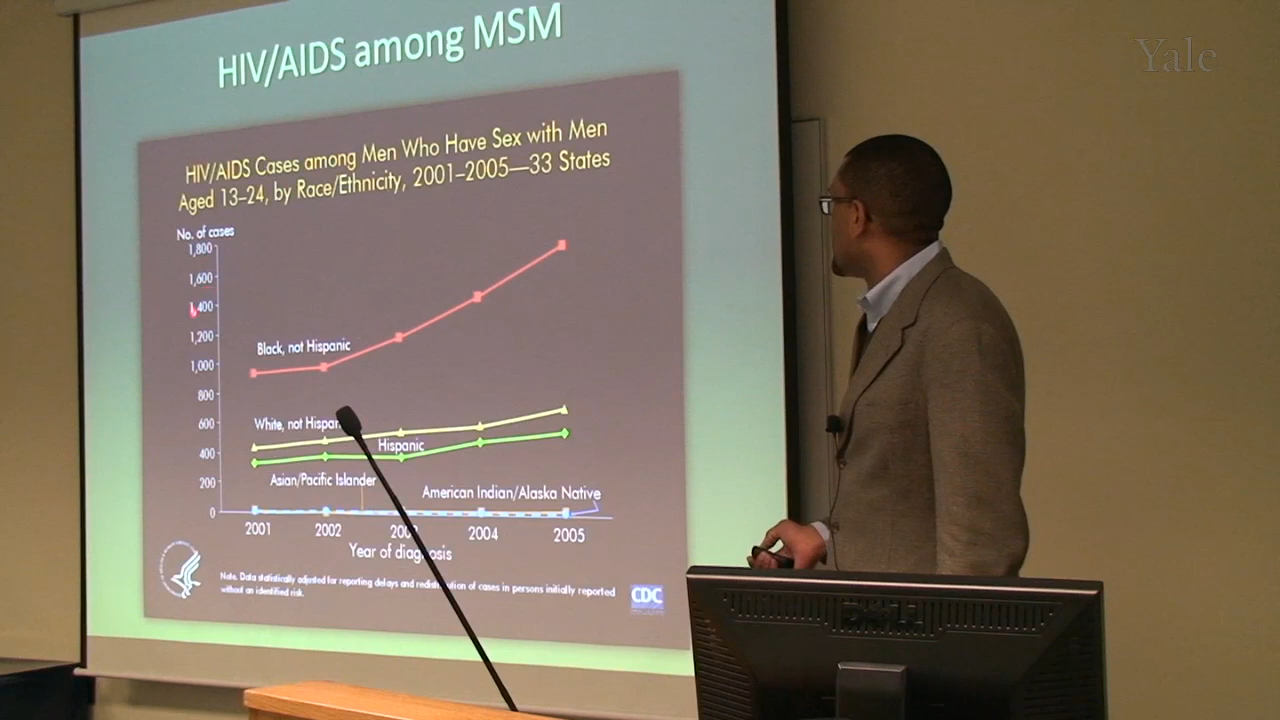 HIV/AIDS among MSM
Yale
HIV/AIDS Cases among Men Who Have Sex with Men
Aged 13–24, by Race/Ethnicity, 2001–2005—33 States
No. of cases
1,800
1,600
400
1,200
1,000
800
600
400
200
0
Black, not Hispanic
White, not Hispan
Hispanic
Asian/Pacific Islander
American Indian/Alaska Native
2001 2002 200 2004 2005
Year of diagnosis
Note. Data statistically adjusted for reporting delays and redistribution of cases in persons initially reported
without an identified risk.
CDC
DELL